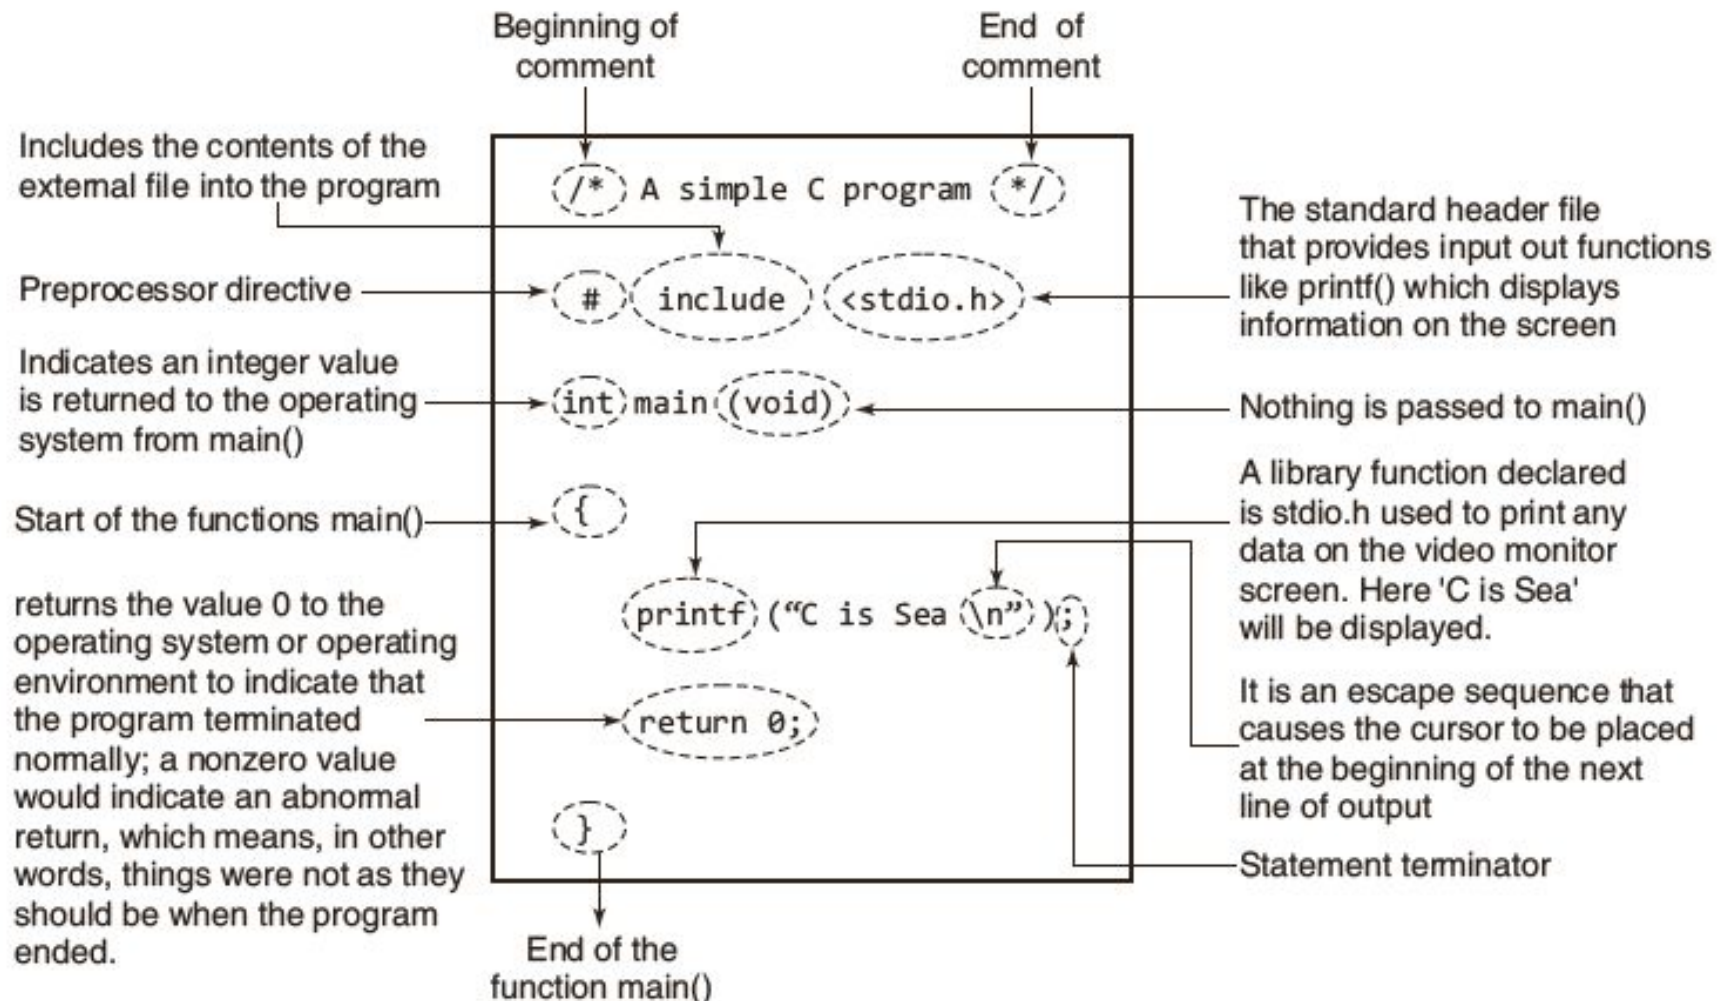 Beginning of
comment
End of
comment
Includes the contents of the
external file into the program
/* A simple C program */
Preprocessor directive
# include <stdio.h>
The standard header file
that provides input out functions
like printf() which displays
information on the screen
Indicates an integer value
is returned to the operating
system from main()
int main (void)
Nothing is passed to main()
Start of the functions main()
{
A library function declared
is stdio.h used to print any
data on the video monitor
screen. Here 'C is Sea'
will be displayed.
printf (“C is Sea \n” );
returns the value 0 to the
operating system or operating
environment to indicate that
the program terminated
normally; a nonzero value
would indicate an abnormal
return, which means, in other
words, things were not as they
should be when the program
ended.
return 0;
It is an escape sequence that
causes the cursor to be placed
at the beginning of the next
line of output
}
Statement terminator
End of the
function main()